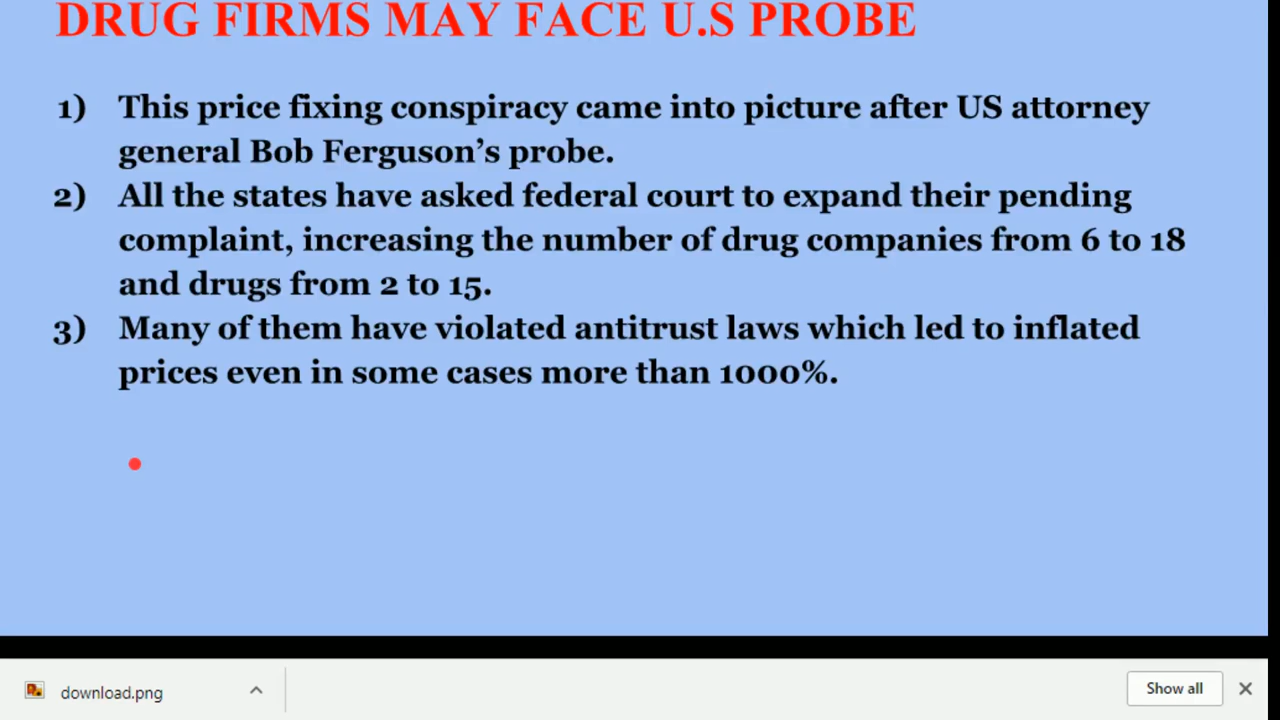 DRUG FIRMS MAY FACE U.S PROBE
1) This price fixing conspiracy came into picture after US attorney
general Bob Ferguson’s probe.
2) All the states have asked federal court to expand their pending
complaint, increasing the number of drug companies from 6 to 18
and drugs from 2 to 15.
3) Many of them have violated antitrust laws which led to inflated
prices even in some cases more than 1000%.
download.png
Show all